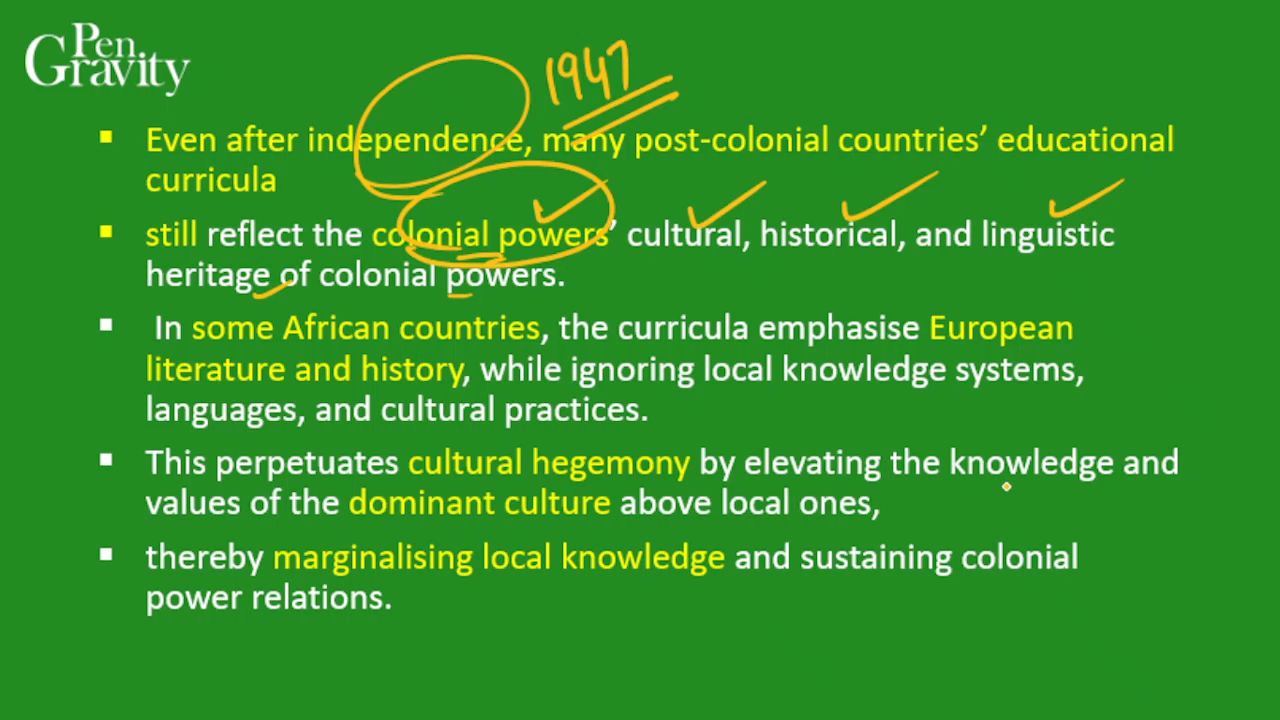 Pen
Gravity
1947
▪ Even after independence, many post-colonial countries’ educational
curricula
▪ still reflect the colonial powers’ cultural, historical, and linguistic
heritage of colonial powers.
▪ In some African countries, the curricula emphasise European
literature and history, while ignoring local knowledge systems,
languages, and cultural practices.
▪ This perpetuates cultural hegemony by elevating the knowledge and
values of the dominant culture above local ones,
▪ thereby marginalising local knowledge and sustaining colonial
power relations.